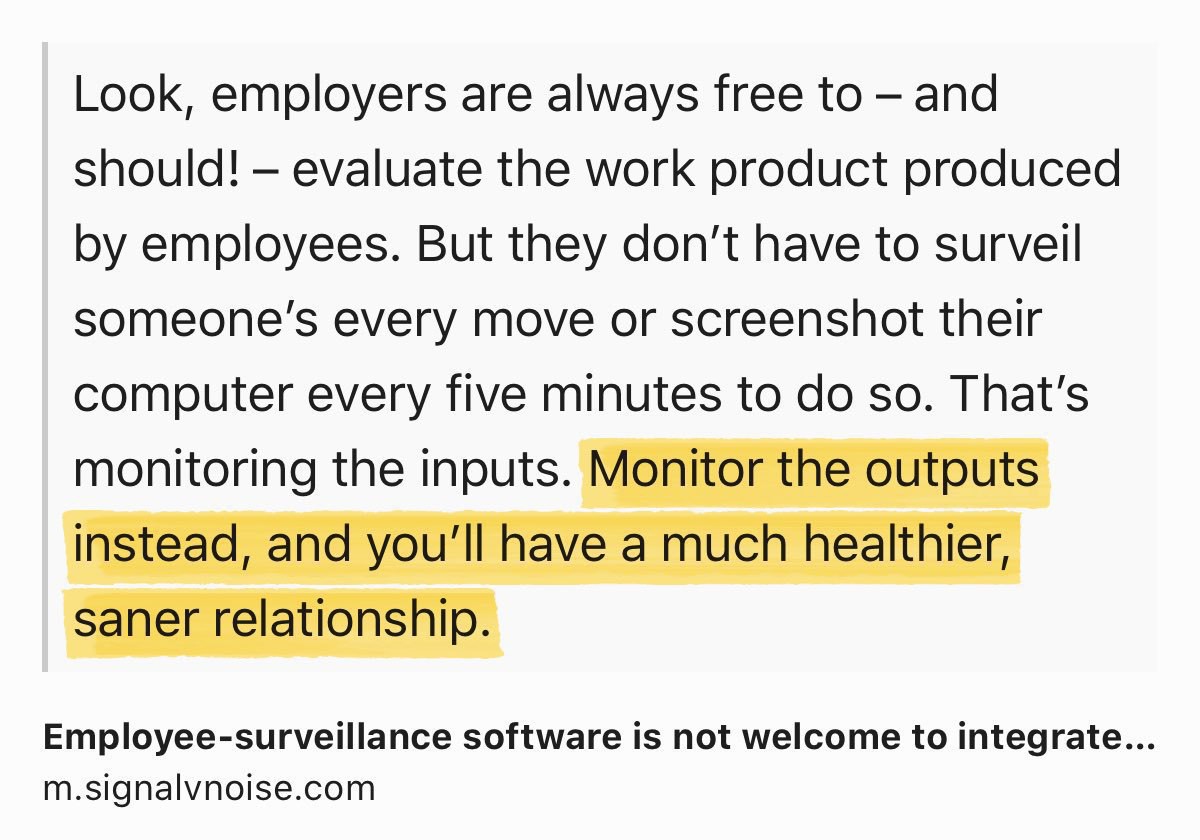 Look, employers are always free to – and
should! – evaluate the work product produced
by employees. But they don’t have to surveil
someone’s every move or screenshot their
computer every five minutes to do so. That’s
monitoring the inputs. Monitor the outputs
instead, and you’ll have a much healthier,
saner relationship.
Employee-surveillance software is not welcome to integrate...
m.signalvnoise.com